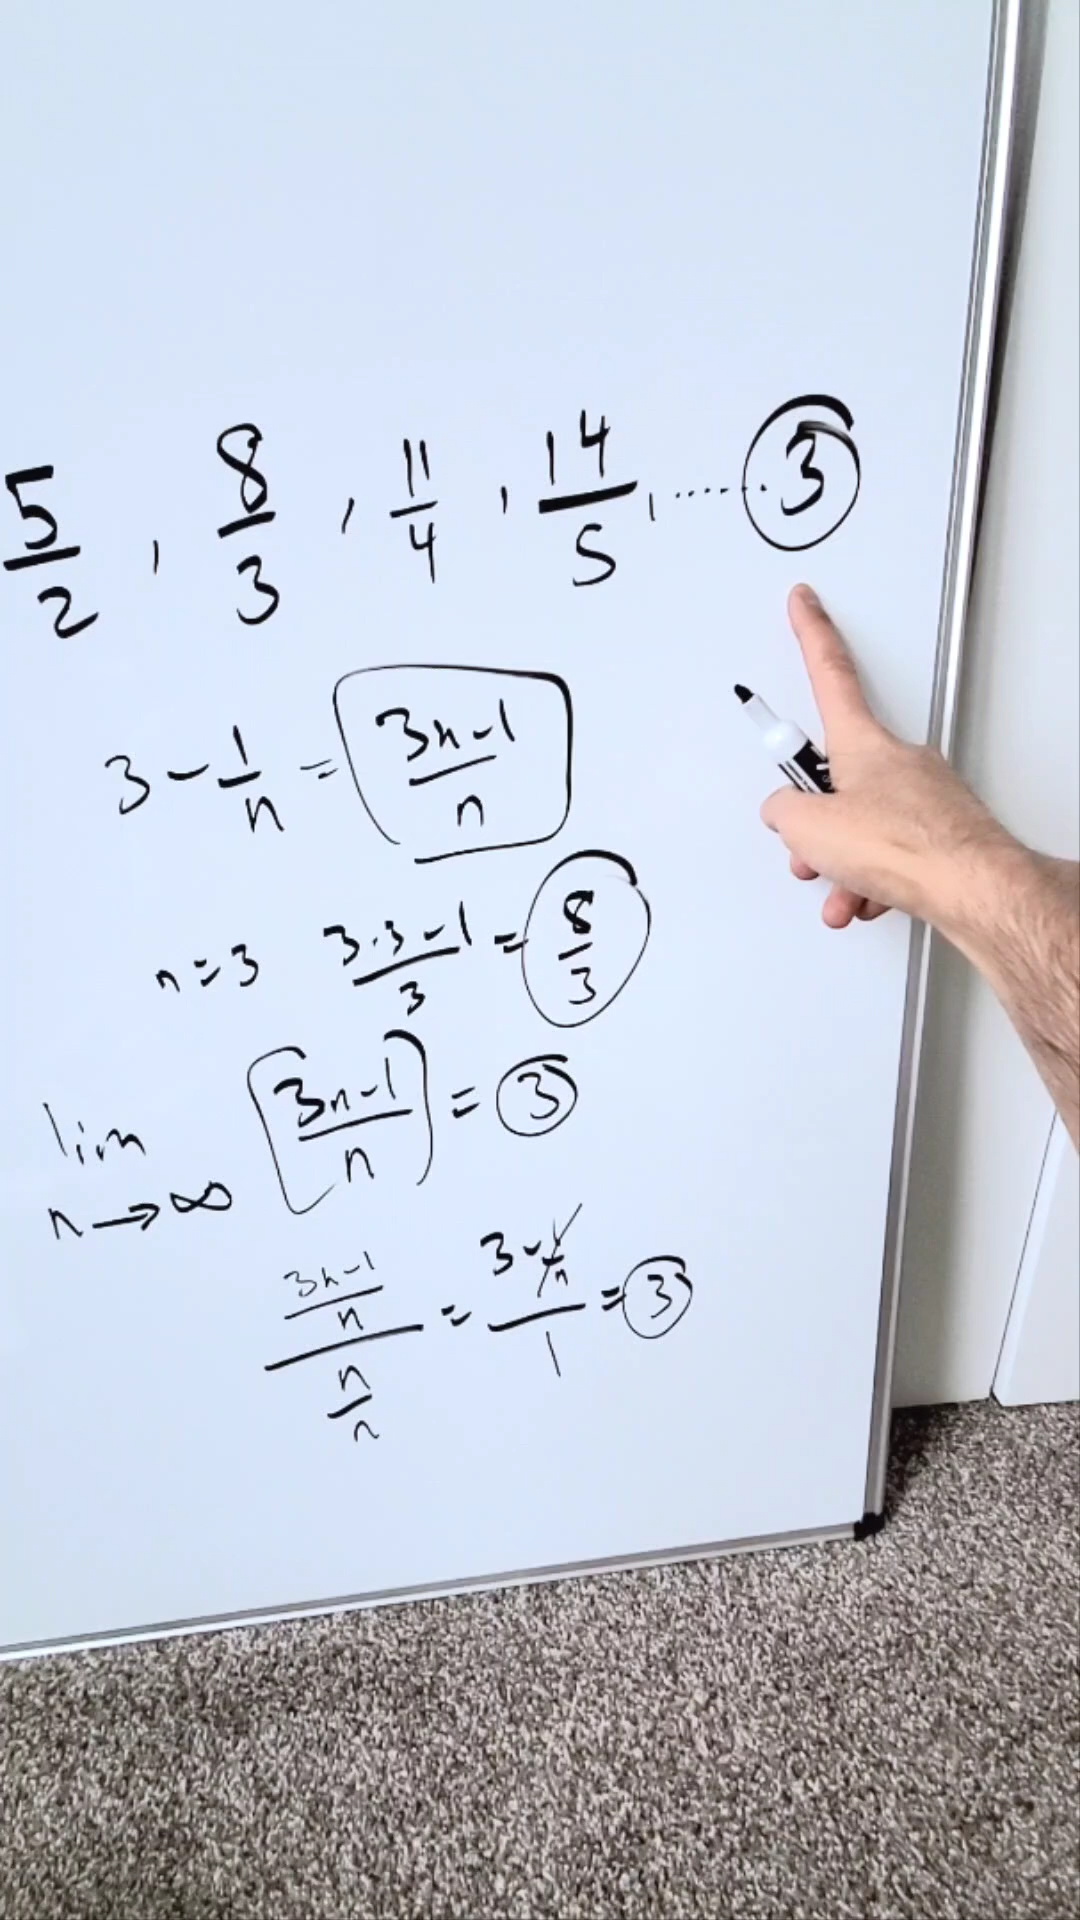 5/2 , 8/3 , 11/4 , 14/5 , ...... 3
3 - 1/n = 3n-1/n
n=3 3·3-1/3 = 8/3
lim n→∞ [3n-1/n] = 3
3n-1/n / n/n = 3-1/n / 1 = 3